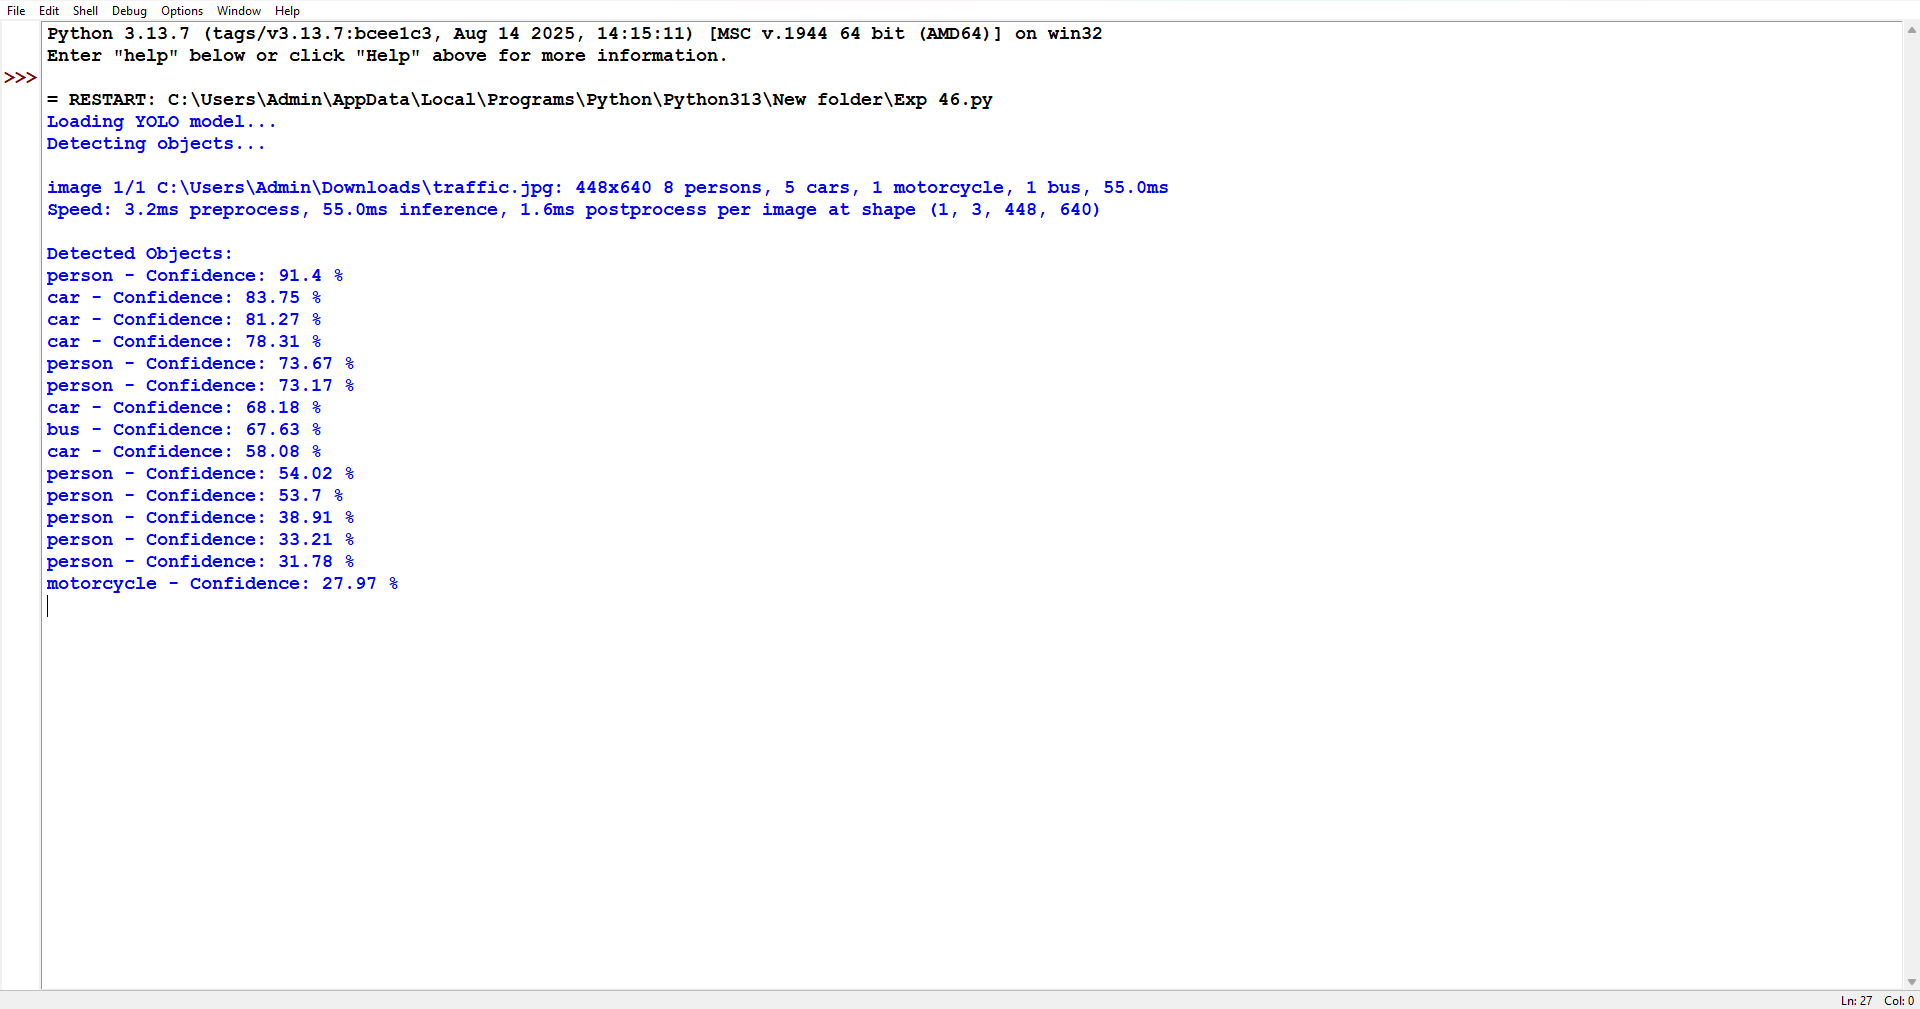 File Edit Shell Debug Options Window Help
Python 3.13.7 (tags/v3.13.7:bcee1c3, Aug 14 2025, 14:15:11) [MSC v.1944 64 bit (AMD64)] on win32
Enter "help" below or click "Help" above for more information.
>>>
= RESTART: C:\Users\Admin\AppData\Local\Programs\Python\Python313\New folder\Exp 46.py
Loading YOLO model...
Detecting objects...
image 1/1 C:\Users\Admin\Downloads\traffic.jpg: 448x640 8 persons, 5 cars, 1 motorcycle, 1 bus, 55.0ms
Speed: 3.2ms preprocess, 55.0ms inference, 1.6ms postprocess per image at shape (1, 3, 448, 640)
Detected Objects:
person - Confidence: 91.4 %
car - Confidence: 83.75 %
car - Confidence: 81.27 %
car - Confidence: 78.31 %
person - Confidence: 73.67 %
person - Confidence: 73.17 %
car - Confidence: 68.18 %
bus - Confidence: 67.63 %
car - Confidence: 58.08 %
person - Confidence: 54.02 %
person - Confidence: 53.7 %
person - Confidence: 38.91 %
person - Confidence: 33.21 %
person - Confidence: 31.78 %
motorcycle - Confidence: 27.97 %
Ln: 27 Col: 0